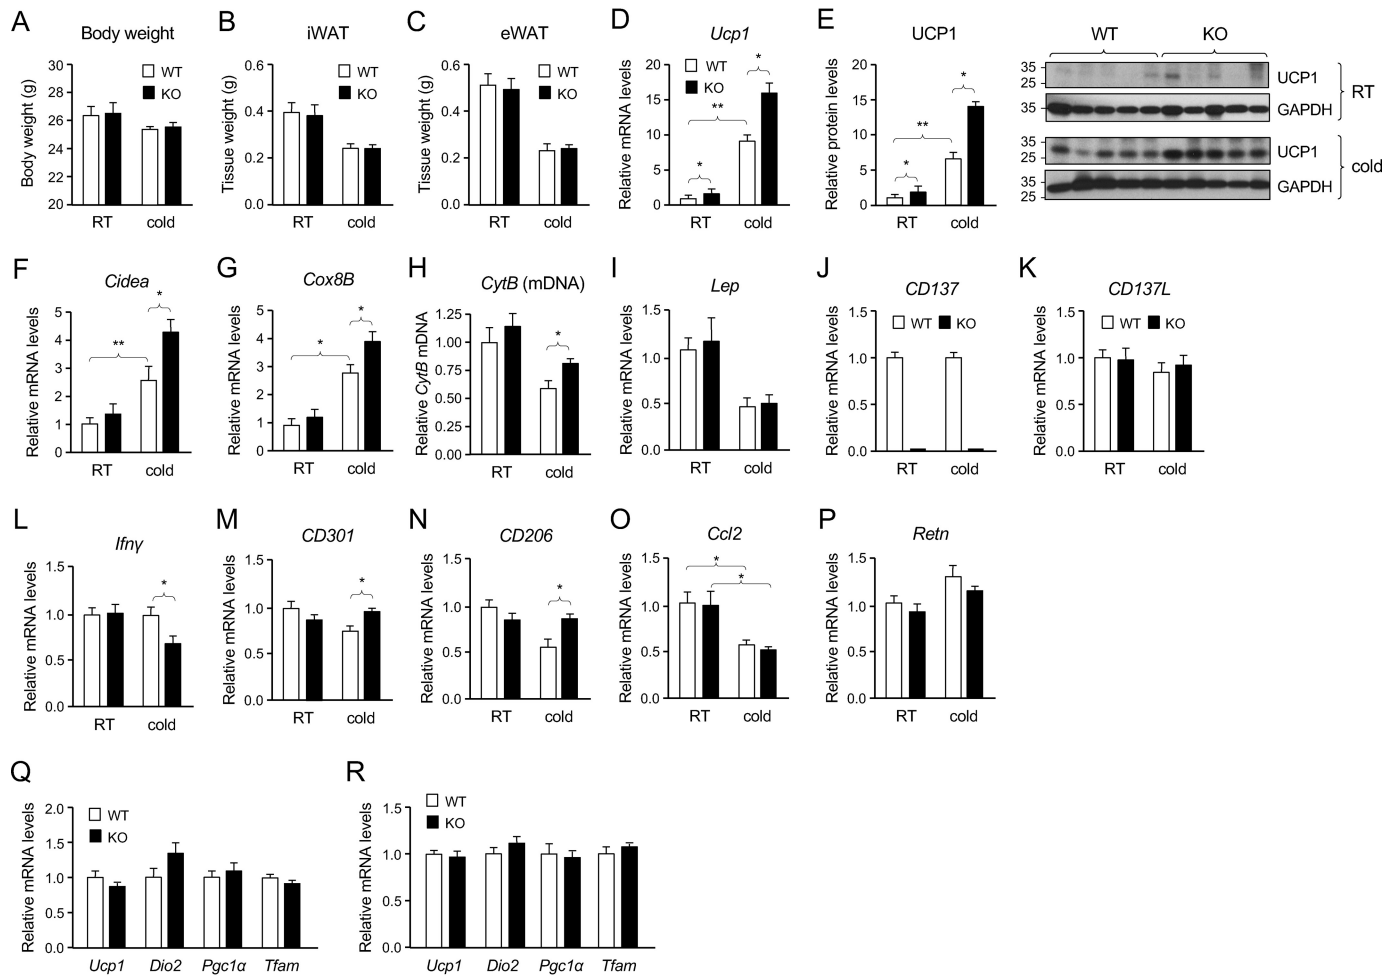 A
Body weight
Body weight (g)
30
28
26
24
22
20
WT
KO
RT
cold
B
iWAT
Tissue weight (g)
0.6
0.4
0.2
0.0
WT
KO
RT
cold
C
eWAT
Tissue weight (g)
0.6
0.4
0.2
0.0
WT
KO
RT
cold
D
Ucp1
Relative mRNA levels
20
15
10
5
0
WT
KO
*
**
*
RT
cold
E
UCP1
Relative protein levels
20
15
10
5
0
*
**
*
RT
cold
WT
KO
35
25
UCP1
35
GAPDH
RT
35
25
UCP1
35
25
GAPDH
cold
F
Cidea
Relative mRNA levels
5
4
3
2
1
0
**
*
RT
cold
G
Cox8B
Relative mRNA levels
5
4
3
2
1
0
*
*
RT
cold
H
CytB (mDNA)
Relative CytB mDNA
1.25
1.00
0.75
0.50
0.25
0.00
*
RT
cold
I
Lep
Relative mRNA levels
1.5
1.0
0.5
0.0
RT
cold
J
CD137
Relative mRNA levels
1.5
1.0
0.5
0.0
WT
KO
RT
cold
K
CD137L
Relative mRNA levels
1.5
1.0
0.5
0.0
WT
KO
RT
cold
L
Ifnγ
Relative mRNA levels
1.5
1.0
0.5
0.0
*
RT
cold
M
CD301
Relative mRNA levels
1.5
1.0
0.5
0.0
*
RT
cold
N
CD206
Relative mRNA levels
1.5
1.0
0.5
0.0
*
RT
cold
O
Ccl2
Relative mRNA levels
1.5
1.0
0.5
0.0
*
*
RT
cold
P
Retn
Relative mRNA levels
1.5
1.0
0.5
0.0
RT
cold
Q
Relative mRNA levels
2.0
1.5
1.0
0.5
0.0
WT
KO
Ucp1
Dio2
Pgc1α
Tfam
R
Relative mRNA levels
1.5
1.0
0.5
0.0
WT
KO
Ucp1
Dio2
Pgc1α
Tfam